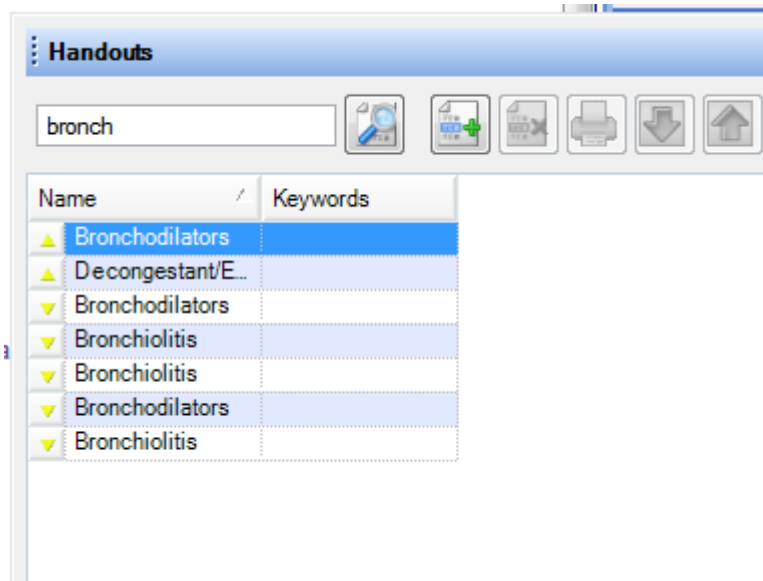 Handouts
bronch
Name Keywords
Bronchodilators
Decongestant/E...
Bronchodilators
Bronchiolitis
Bronchiolitis
Bronchodilators
Bronchiolitis